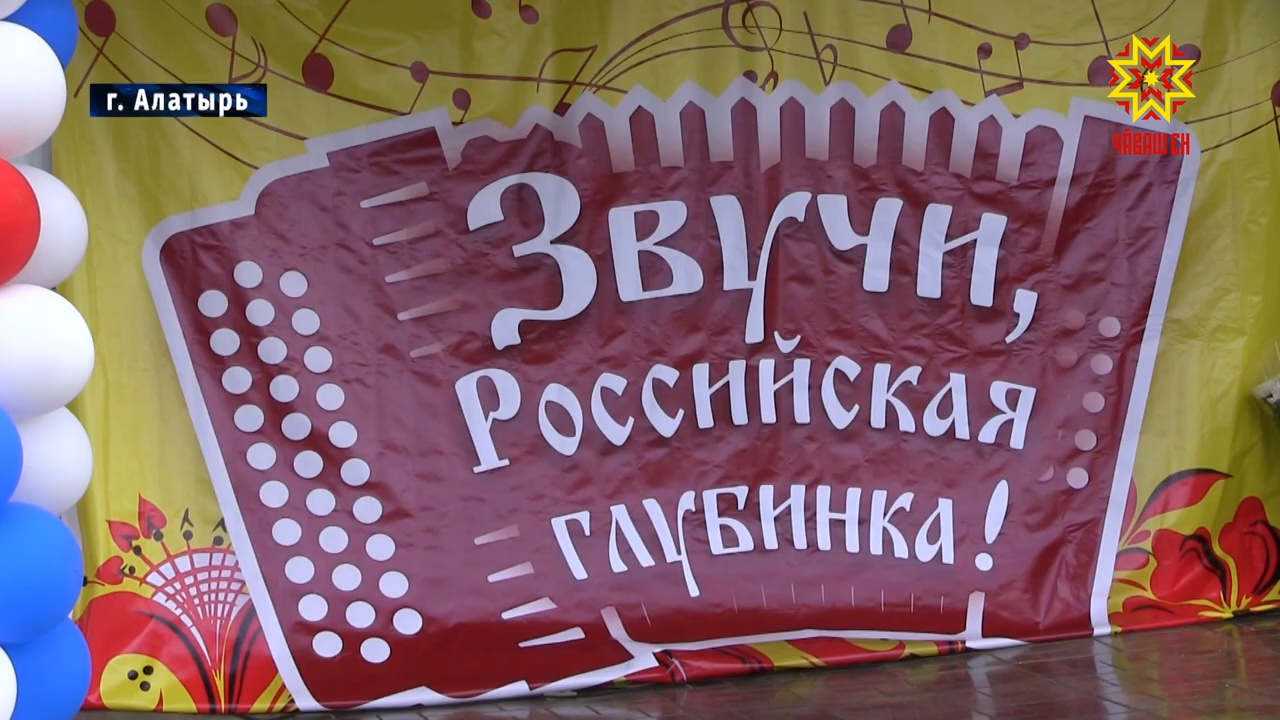 г. Алатырь
ЧĂВАШ ЕН
Звучи,
Российская
глубинка!